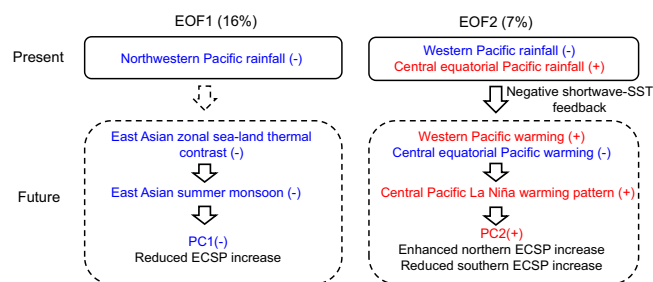 EOF1 (16%)
EOF2 (7%)
Present
Northwestern Pacific rainfall (-)
Western Pacific rainfall (-)
Central equatorial Pacific rainfall (+)
Negative shortwave-SST
feedback
Future
East Asian zonal sea-land thermal
contrast (-)
East Asian summer monsoon (-)
PC1(-)
Reduced ECSP increase
Western Pacific warming (+)
Central equatorial Pacific warming (-)
Central Pacific La Niña warming pattern (+)
PC2(+)
Enhanced northern ECSP increase
Reduced southern ECSP increase